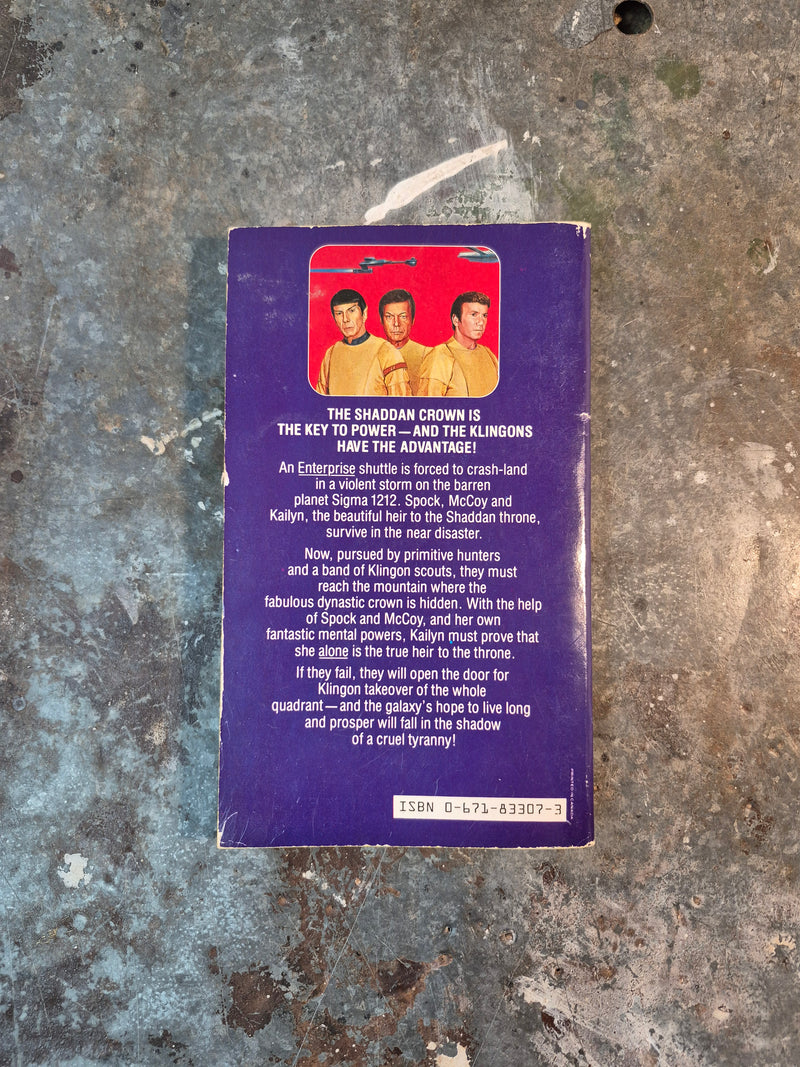 THE SHADDAN CROWN IS
THE KEY TO POWER—AND THE KLINGONS
HAVE THE ADVANTAGE!
An Enterprise shuttle is forced to crash-land
in a violent storm on the barren
planet Sigma 1212. Spock, McCoy and
Kailyn, the beautiful heir to the Shaddan throne,
survive in the near disaster.
Now, pursued by primitive hunters
and a band of Klingon scouts, they must
reach the mountain where the
fabulous dynastic crown is hidden. With the help
of Spock and McCoy, and her own
fantastic mental powers, Kailyn must prove that
she alone is the true heir to the throne.
If they fail, they will open the door for
Klingon takeover of the whole
quadrant—and the galaxy's hope to live long
and prosper will fall in the shadow
of a cruel tyranny!
PRINTED IN CANADA
ISBN 0-671-83307-3